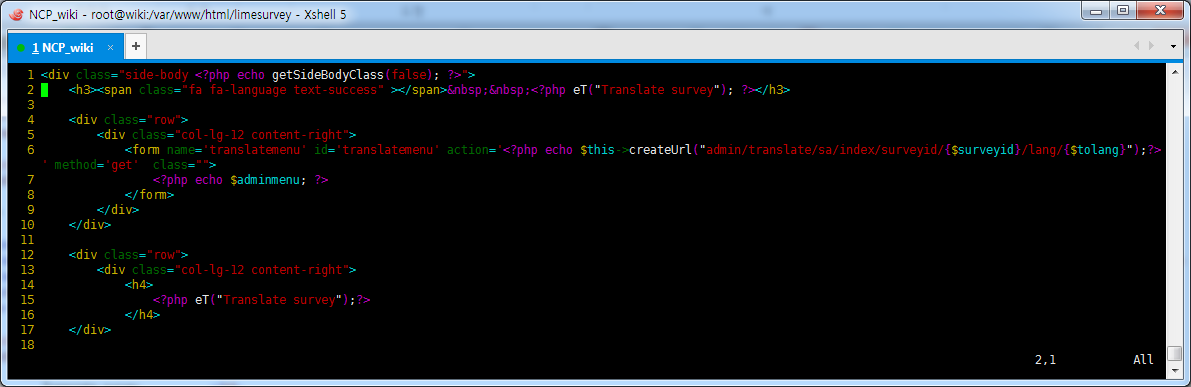 NCP_wiki - root@wiki:/var/www/html/limesurvey - Xshell 5
1 NCP_wiki × +
1 <div class="side-body <?php echo getSideBodyClass(false); ?>">
2     <h3><span class="fa fa-language text-success" ></span>&nbsp;&nbsp;<?php eT("Translate survey"); ?></h3>
3
4     <div class="row">
5         <div class="col-lg-12 content-right">
6             <form name='translatemenu' id='translatemenu' action='<?php echo $this->createUrl("admin/translate/sa/index/surveyid/{$surveyid}/lang/{$tolang}");?>
' method='get'  class="">
7                 <?php echo $adminmenu; ?>
8             </form>
9         </div>
10     </div>
11
12     <div class="row">
13         <div class="col-lg-12 content-right">
14             <h4>
15                 <?php eT("Translate survey");?>
16             </h4>
17     </div>
18
2,1 All